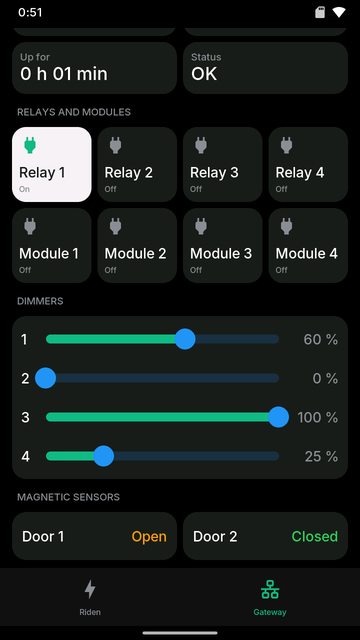 0:51
Up for
0 h 01 min
Status
OK
RELAYS AND MODULES
Relay 1
On
Relay 2
Off
Relay 3
Off
Relay 4
Off
Module 1
Off
Module 2
Off
Module 3
Off
Module 4
Off
DIMMERS
1 60 %
2 0 %
3 100 %
4 25 %
MAGNETIC SENSORS
Door 1 Open
Door 2 Closed
Riden
Gateway